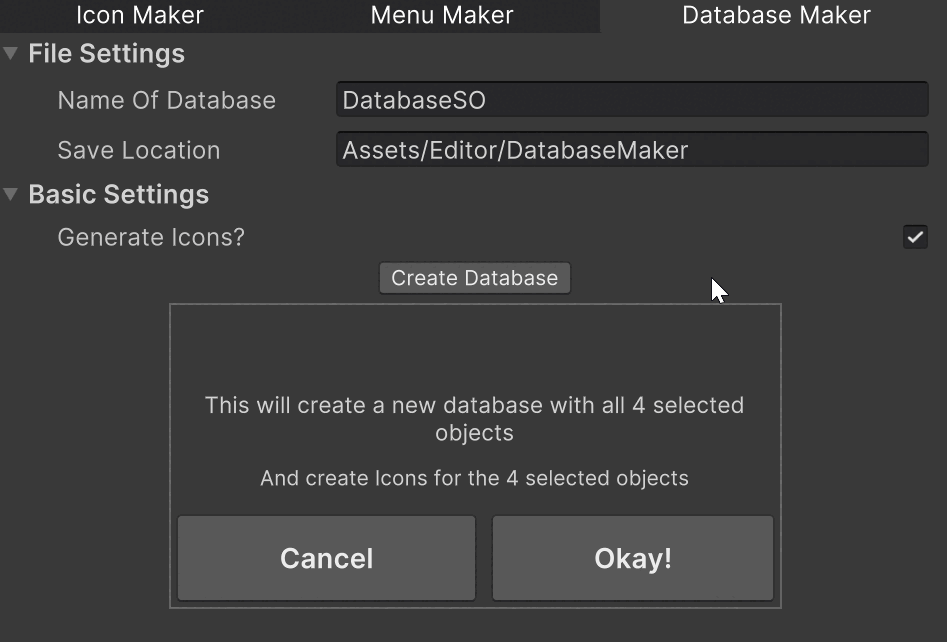 Icon Maker
Menu Maker
Database Maker
File Settings
Name Of Database
DatabaseSO
Save Location
Assets/Editor/DatabaseMaker
Basic Settings
Generate Icons?
Create Database
This will create a new database with all 4 selected
objects
And create Icons for the 4 selected objects
Cancel
Okay!